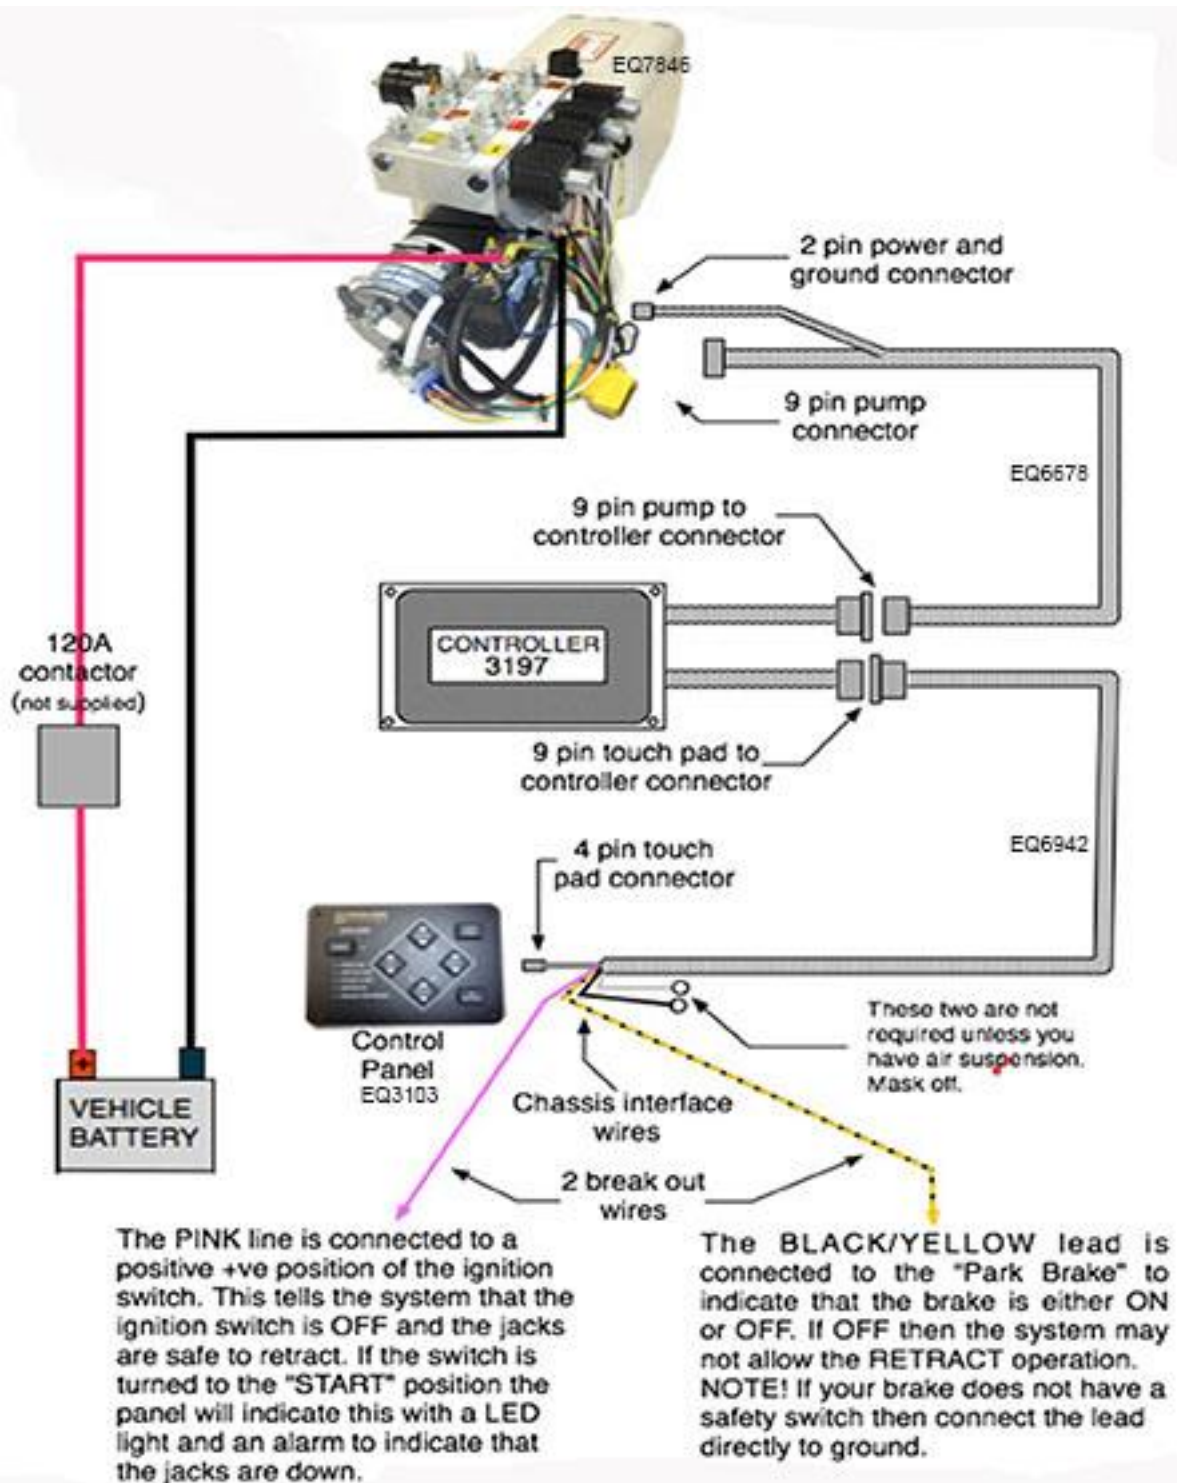 EQ7845
2 pin power and
ground connector
9 pin pump
connector
EQ6678
9 pin pump to
controller connector
CONTROLLER
3197
120A
contactor
(not supplied)
9 pin touch pad to
controller connector
EQ6942
4 pin touch
pad connector
Control
Panel
EQ3103
These two are not
required unless you
have air suspension.
Mask off.
Chassis interface
wires
+
VEHICLE
BATTERY
2 break out
wires
The PINK line is connected to a
positive +ve position of the ignition
switch. This tells the system that the
ignition switch is OFF and the jacks
are safe to retract. If the switch is
turned to the "START" position the
panel will indicate this with a LED
light and an alarm to indicate that
the jacks are down.
The BLACK/YELLOW lead is
connected to the "Park Brake" to
indicate that the brake is either ON
or OFF. If OFF then the system may
not allow the RETRACT operation.
NOTE! If your brake does not have a
safety switch then connect the lead
directly to ground.